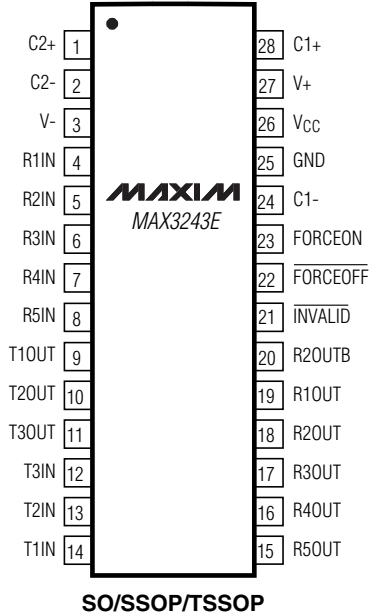 C2+ 1 28 C1+
C2- 2 27 V+
V- 3 26 VCC
R1IN 4 25 GND
R2IN 5 MAXIM 24 C1-
R3IN 6 MAX3243E 23 FORCEON
R4IN 7 22 FORCEOFF
R5IN 8 21 INVALID
T1OUT 9 20 R2OUTB
T2OUT 10 19 R1OUT
T3OUT 11 18 R2OUT
T3IN 12 17 R3OUT
T2IN 13 16 R4OUT
T1IN 14 15 R5OUT
SO/SSOP/TSSOP